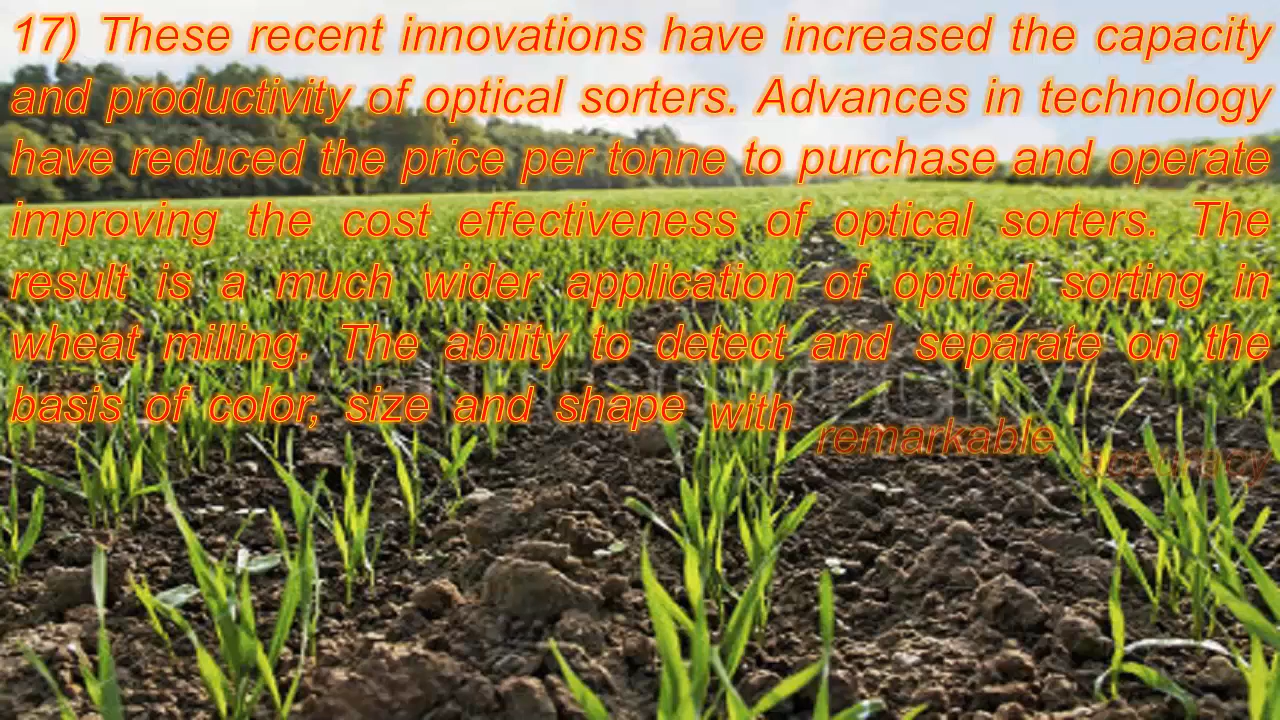 17) These recent innovations have increased the capacity
and productivity of optical sorters. Advances in technology
have reduced the price per tonne to purchase and operate
improving the cost effectiveness of optical sorters. The
result is a much wider application of optical sorting in
wheat milling. The ability to detect and separate on the
basis of color, size and shape with remarkable accuracy